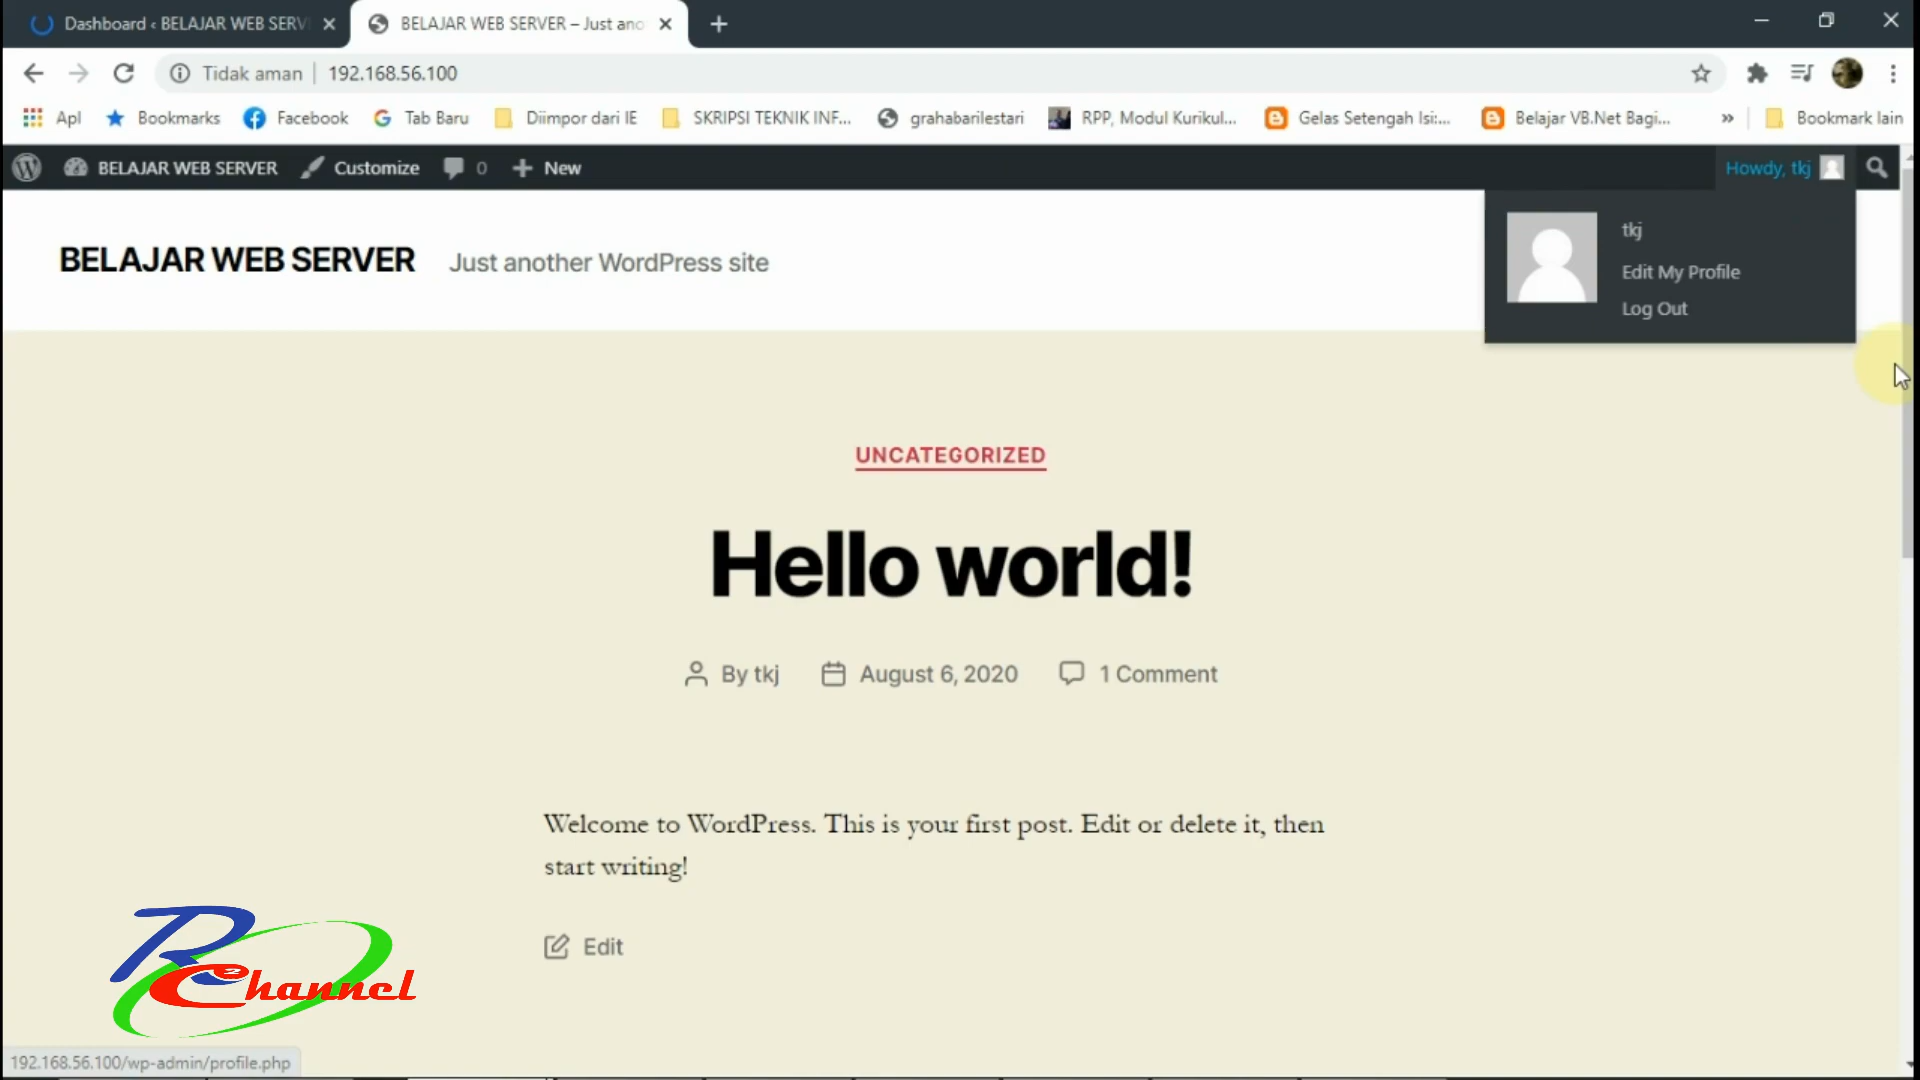 Dashboard ‹ BELAJAR WEB SERV
BELAJAR WEB SERVER – Just ano
Tidak aman
192.168.56.100
Apl
Bookmarks
Facebook
Tab Baru
Diimpor dari IE
SKRIPSI TEKNIK INF...
grahabarilestari
RPP, Modul Kurikul...
Gelas Setengah Isi:...
Belajar VB.Net Bagi...
»
Bookmark lain
BELAJAR WEB SERVER
Customize
0
New
Howdy, tkj
tkj
Edit My Profile
Log Out
BELAJAR WEB SERVER
Just another WordPress site
UNCATEGORIZED
Hello world!
By tkj
August 6, 2020
1 Comment
Welcome to WordPress. This is your first post. Edit or delete it, then
start writing!
Edit
R2 Channel
192.168.56.100/wp-admin/profile.php